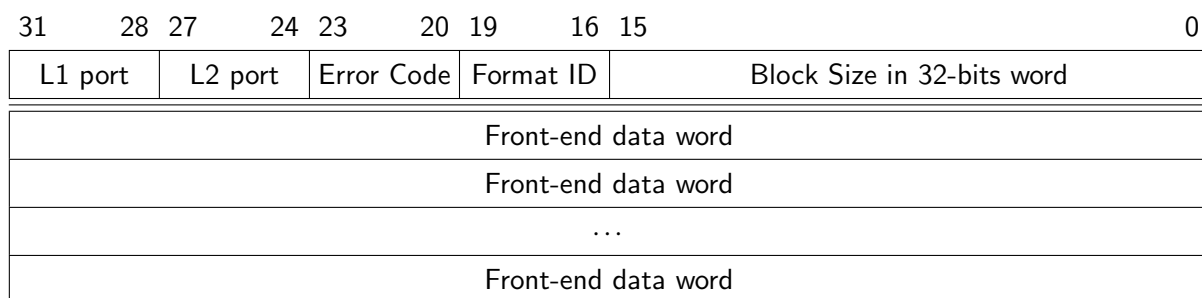 31 28 27 24 23 20 19 16 15 0
L1 port L2 port Error Code Format ID Block Size in 32-bits word
Front-end data word
Front-end data word
...
Front-end data word